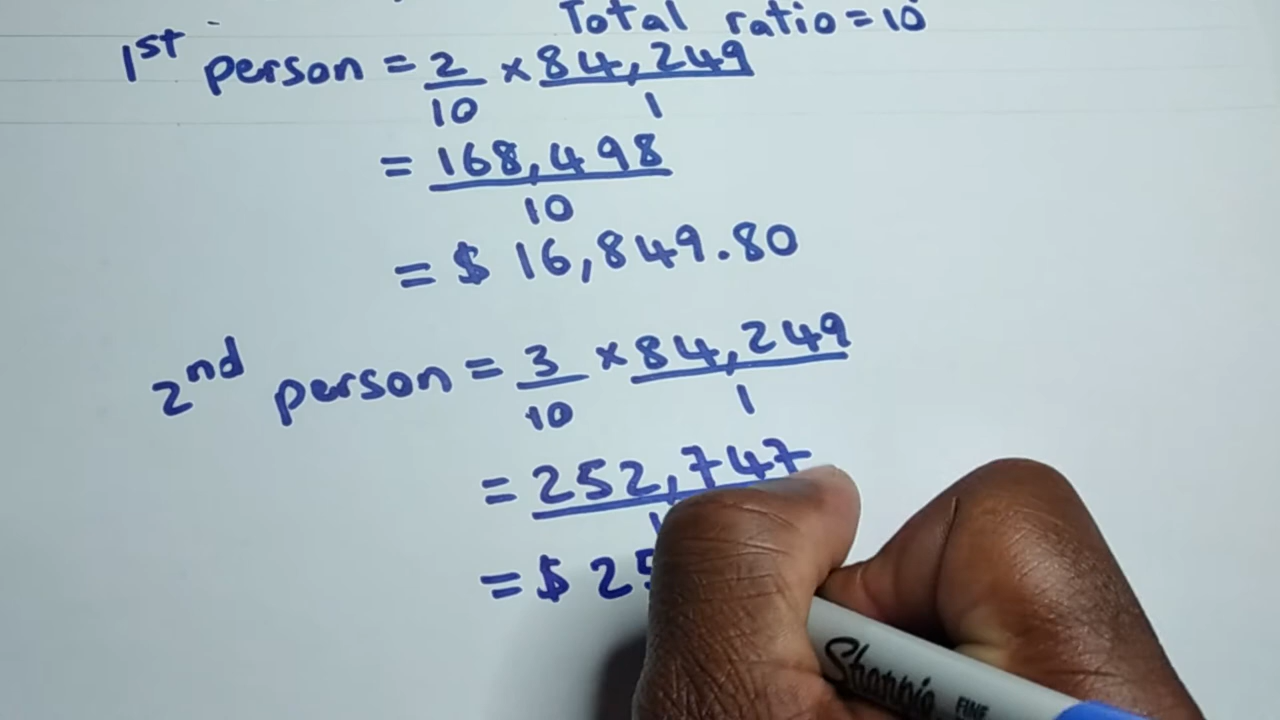 Total ratio = 10
1st person = 2/10 × 84,249/1
= 168,498/10
= $ 16,849.80
2nd person = 3/10 × 84,249/1
= 252,747
= $ 25
Sharpie FINE